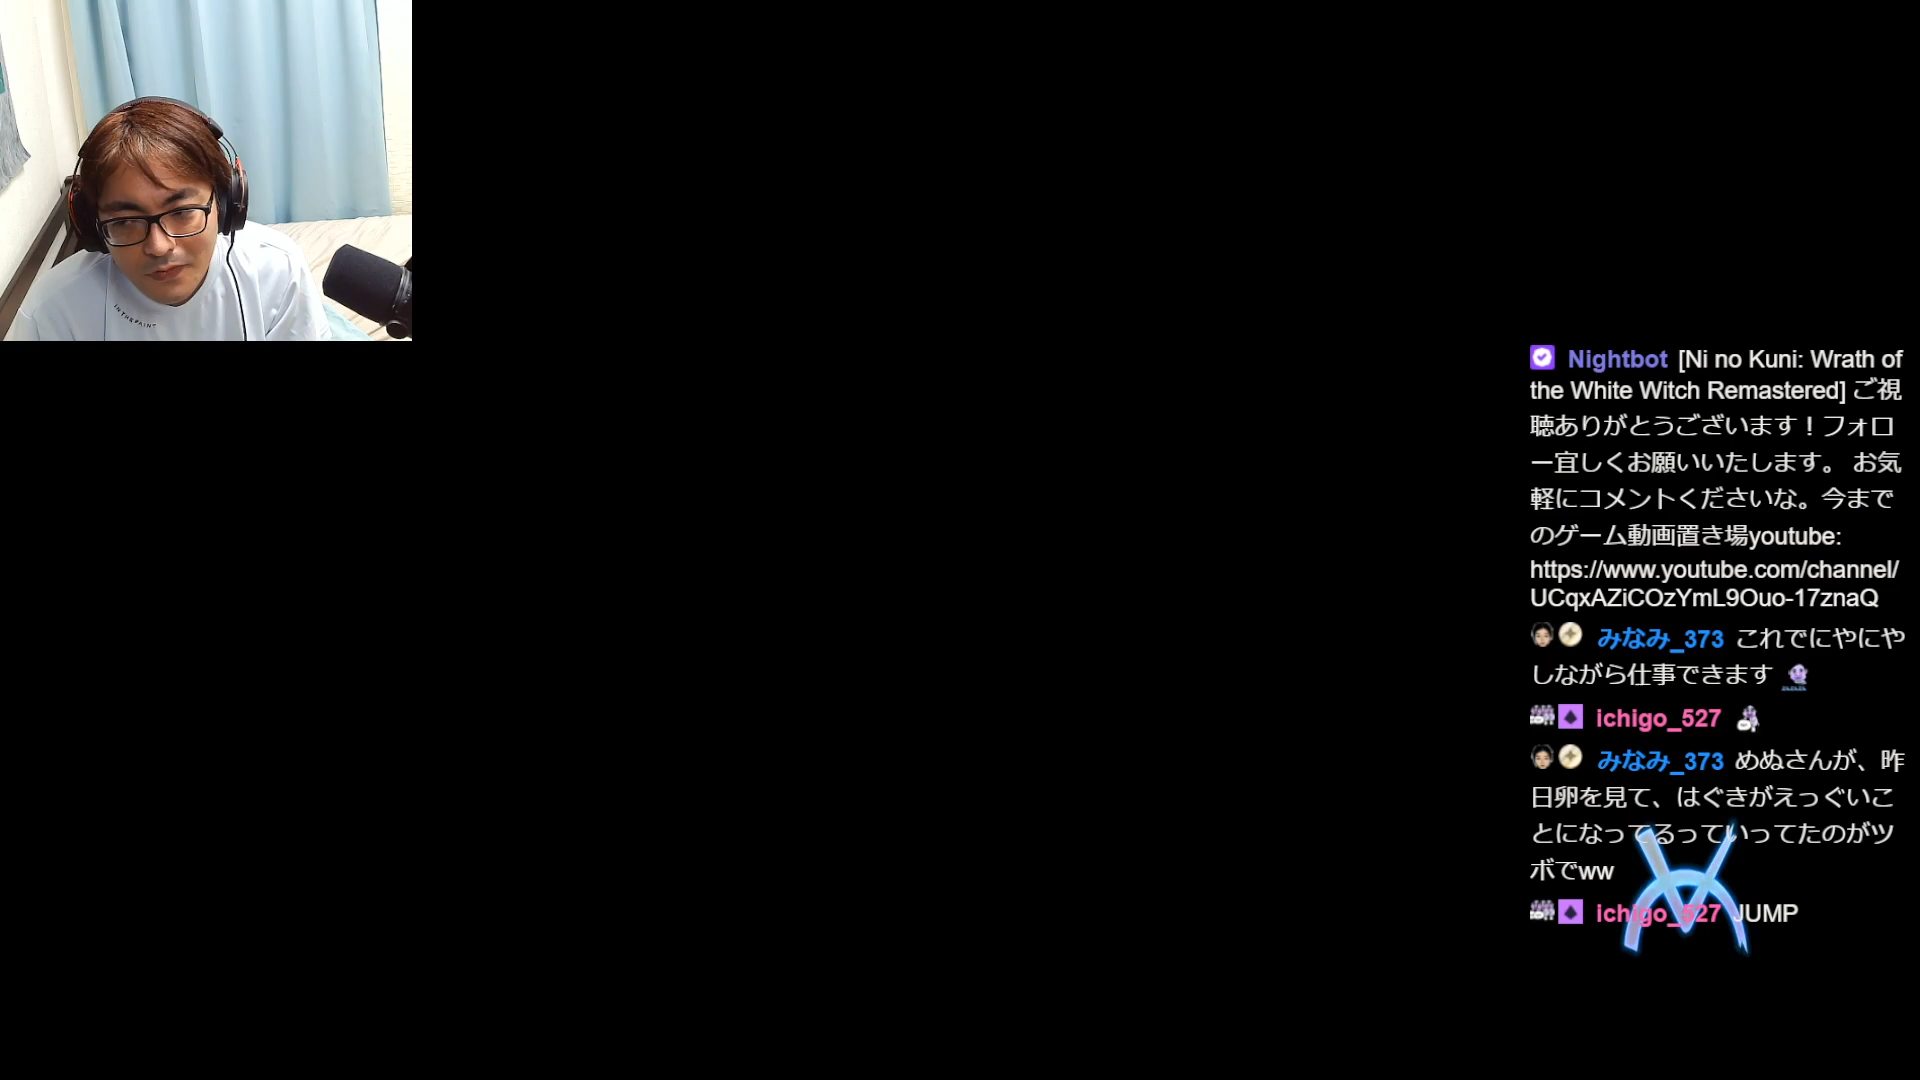 IN THE PAINT
Nightbot [Ni no Kuni: Wrath of
the White Witch Remastered] ご視
聴ありがとうございます！フォロ
ー宜しくお願いいたします。 お気
軽にコメントくださいな。今まで
のゲーム動画置き場youtube:
https://www.youtube.com/channel/
UCqxAZiCOzYmL9Ouo-17znaQ
みなみ_373 これでにやにや
しながら仕事できます
ichigo_527
みなみ_373 めぬさんが、昨
日卵を見て、はぐきがえっぐいこ
とになってるっていってたのがツ
ボでww
ichigo_527 JUMP